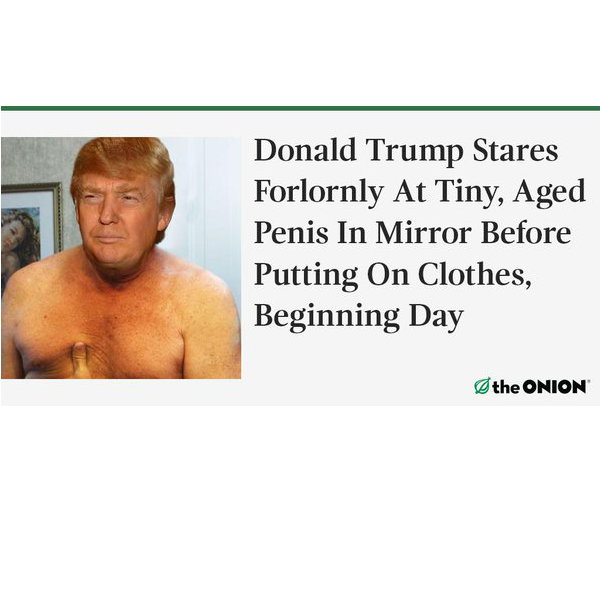 Donald Trump Stares
Forlornly At Tiny, Aged
Penis In Mirror Before
Putting On Clothes,
Beginning Day
the ONION®